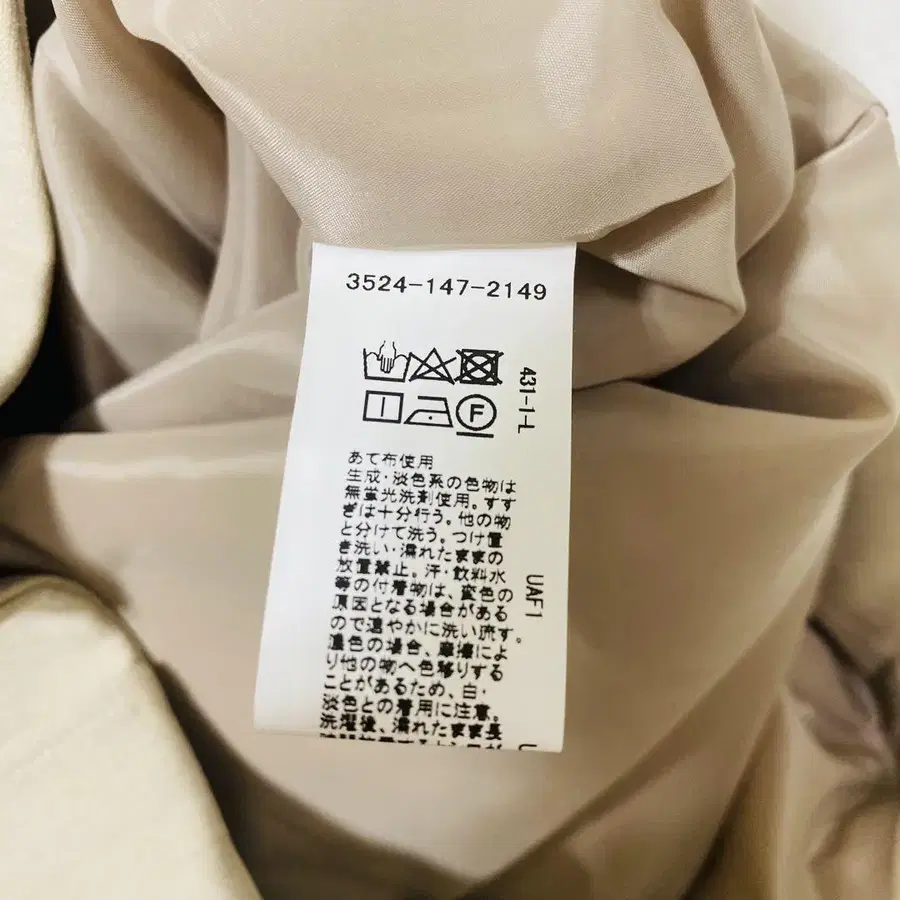 3524-147-2149
431-1-L
F
あて布使用
生成・淡色系の色物は
無蛍光洗剤使用。すす
ぎは十分行う。他の物
と分けて洗う。つけ置
き洗い・濡れたままの
放置禁止。汗・飲料水
等の付着物は、変色の
原因となる場合がある
ので速やかに洗い流す。
濃色の場合、摩擦によ
り他の物へ色移りする
ことがあるため、白・
淡色との着用に注意。
洗濯後、濡れたまま長
UAF1